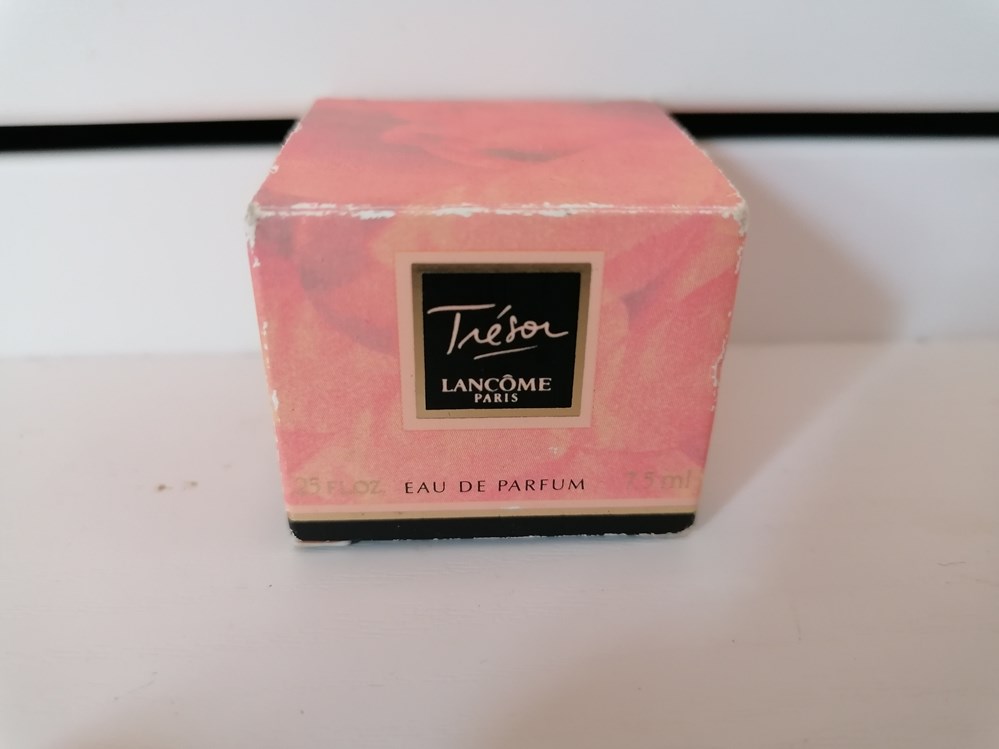 Trésor
LANCÔME
PARIS
.25 FL.OZ. EAU DE PARFUM 7.5 ml